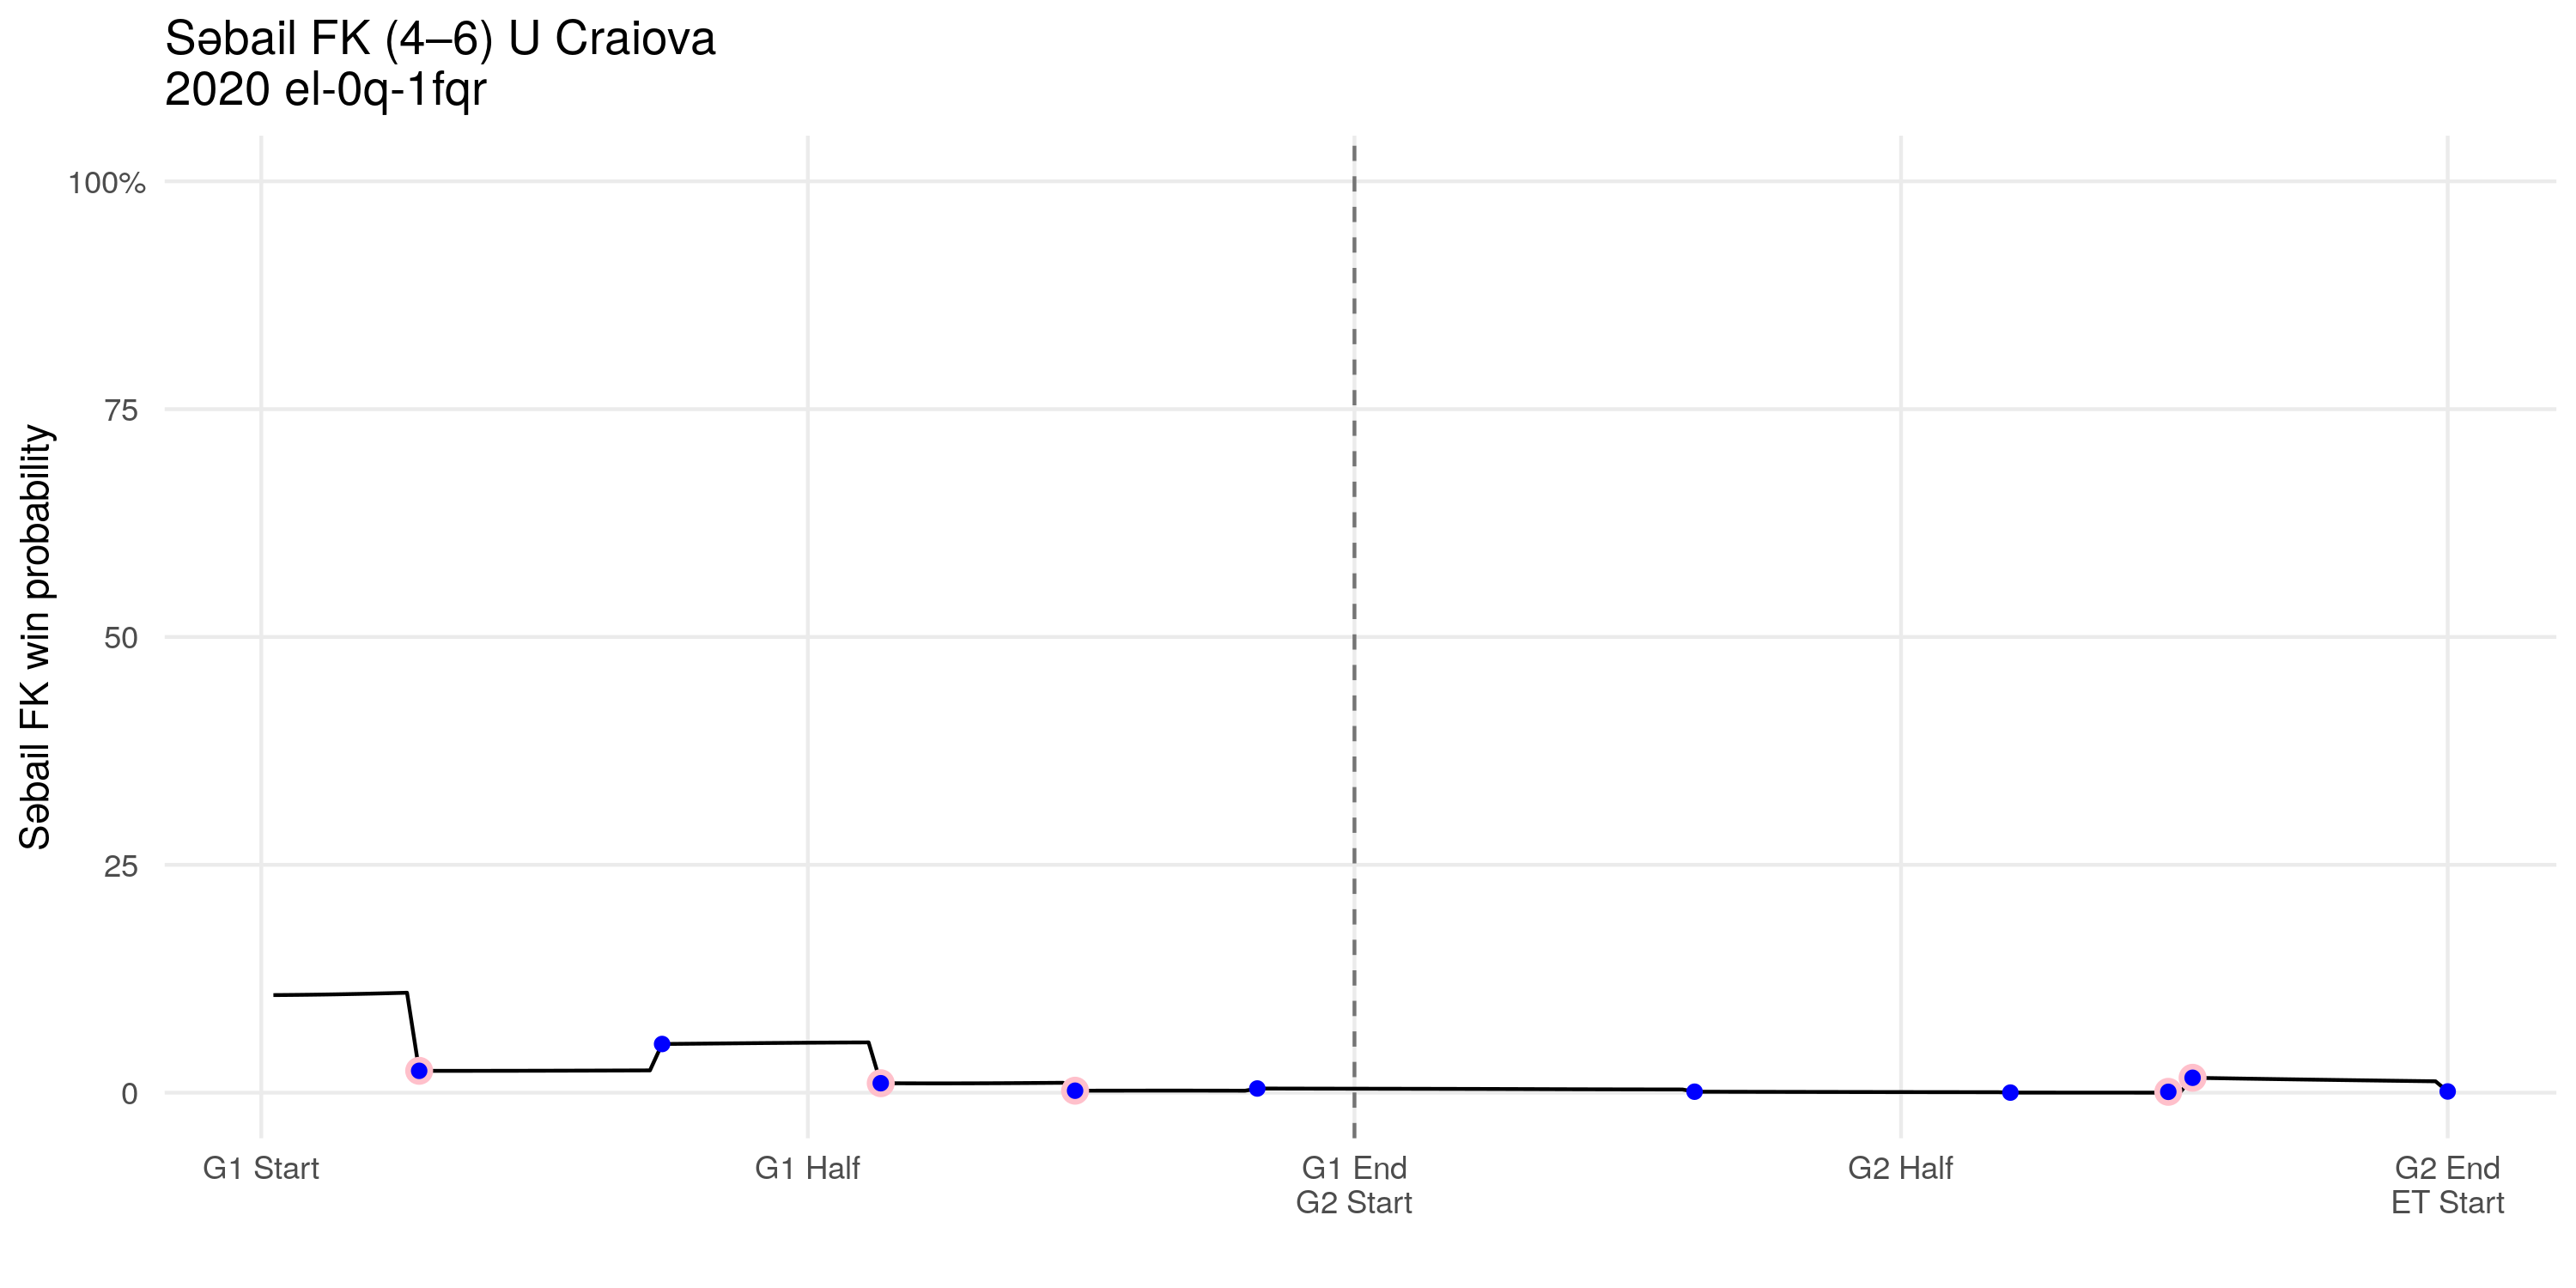 Səbail FK (4–6) U Craiova
2020 el-0q-1fqr
Səbail FK win probability
100%
75
50
25
0
G1 Start
G1 Half
G1 End
G2 Start
G2 Half
G2 End
ET Start